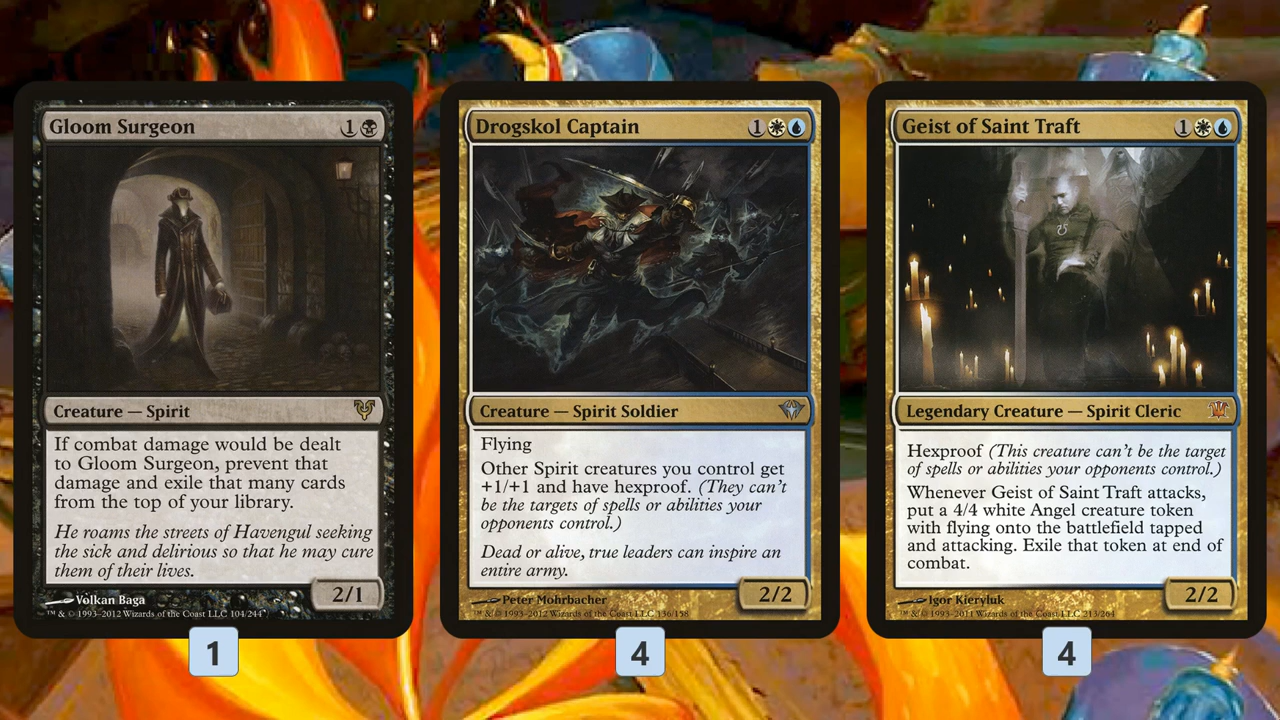 Gloom Surgeon 1
Creature — Spirit
If combat damage would be dealt
to Gloom Surgeon, prevent that
damage and exile that many cards
from the top of your library.
He roams the streets of Havengul seeking
the sick and delirious so that he may cure
them of their lives.
2/1
Volkan Baga
™ & © 1993–2012 Wizards of the Coast LLC 104/244
1
Drogskol Captain 1
Creature — Spirit Soldier
Flying
Other Spirit creatures you control get
+1/+1 and have hexproof. (They can't
be the targets of spells or abilities your
opponents control.)
Dead or alive, true leaders can inspire an
entire army.
2/2
Peter Mohrbacher
™ & © 1993–2012 Wizards of the Coast LLC 136/158
4
Geist of Saint Traft 1
Legendary Creature — Spirit Cleric
Hexproof (This creature can't be the target
of spells or abilities your opponents control.)
Whenever Geist of Saint Traft attacks,
put a 4/4 white Angel creature token
with flying onto the battlefield tapped
and attacking. Exile that token at end of
combat.
2/2
Igor Kieryluk
™ & © 1993–2011 Wizards of the Coast LLC 213/264
4